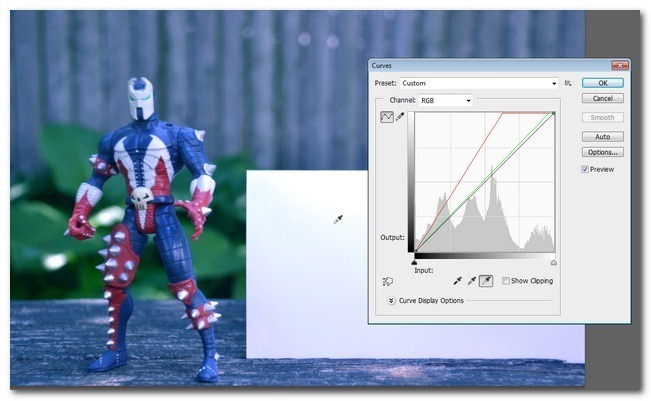 Curves
Preset: Custom
OK
Channel: RGB
Cancel
Smooth
Auto
Options...
Preview
Output:
Input:
Show Clipping
Curve Display Options